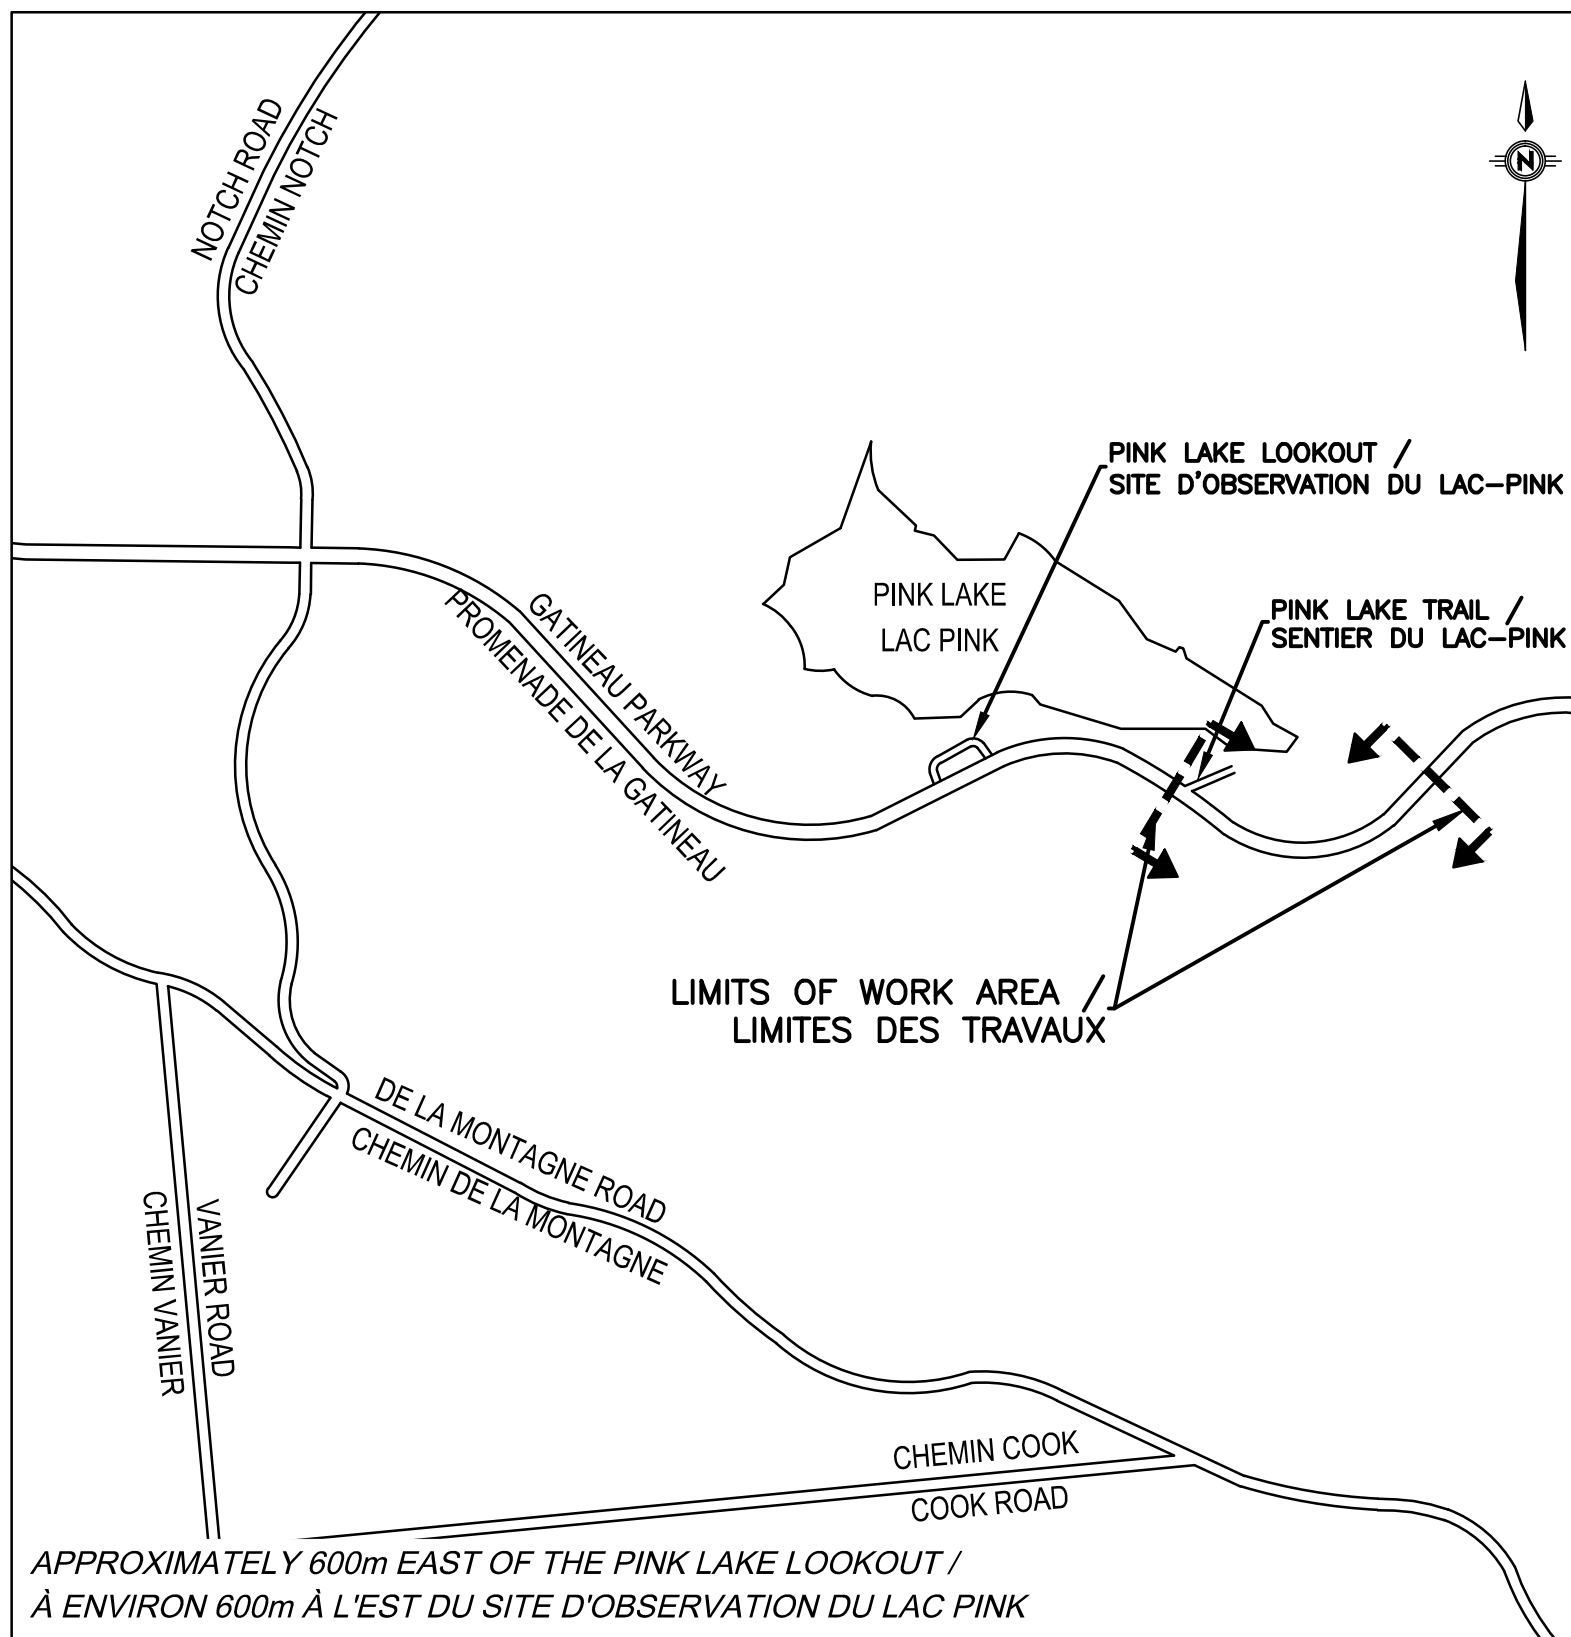 NOTCH ROAD
CHEMIN NOTCH
N
PINK LAKE LOOKOUT /
SITE D'OBSERVATION DU LAC-PINK
PINK LAKE
LAC PINK
PINK LAKE TRAIL /
SENTIER DU LAC-PINK
GATINEAU PARKWAY
PROMENADE DE LA GATINEAU
LIMITS OF WORK AREA /
LIMITES DES TRAVAUX
DE LA MONTAGNE ROAD
CHEMIN DE LA MONTAGNE
VANIER ROAD
CHEMIN VANIER
CHEMIN COOK
COOK ROAD
APPROXIMATELY 600m EAST OF THE PINK LAKE LOOKOUT /
À ENVIRON 600m À L'EST DU SITE D'OBSERVATION DU LAC PINK